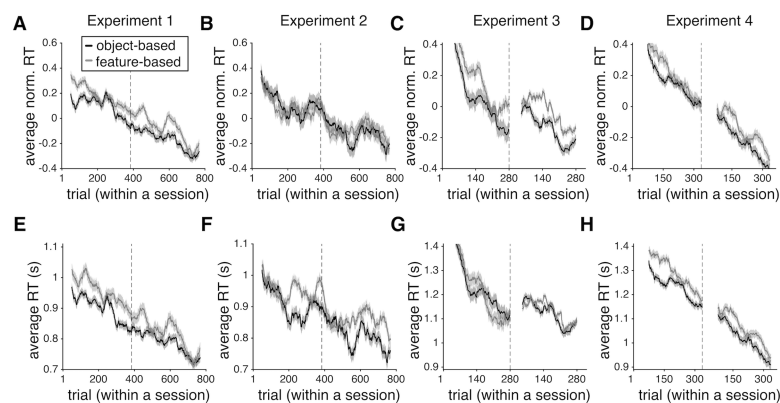 Experiment 1 Experiment 2 Experiment 3 Experiment 4
A B C D
object-based
feature-based
average norm. RT
0.6 0.4 0.2 0 -0.2 -0.4
1 200 400 600 800
trial (within a session)
average norm. RT
0.6 0.4 0.2 0 -0.2 -0.4
1 200 400 600 800
trial (within a session)
average norm. RT
0.4 0.2 0 -0.2 -0.4
1 140 280 140 280
trial (within a session)
average norm. RT
0.4 0.2 0 -0.2 -0.4
1 150 300 150 300
trial (within a session)
E F G H
average RT (s)
1.1 1 0.9 0.8 0.7
1 200 400 600 800
trial (within a session)
average RT (s)
1.1 1 0.9 0.8 0.7
1 200 400 600 800
trial (within a session)
average RT (s)
1.4 1.3 1.2 1.1 1 0.9
1 140 280 140 280
trial (within a session)
average RT (s)
1.4 1.3 1.2 1.1 1 0.9
1 150 300 150 300
trial (within a session)